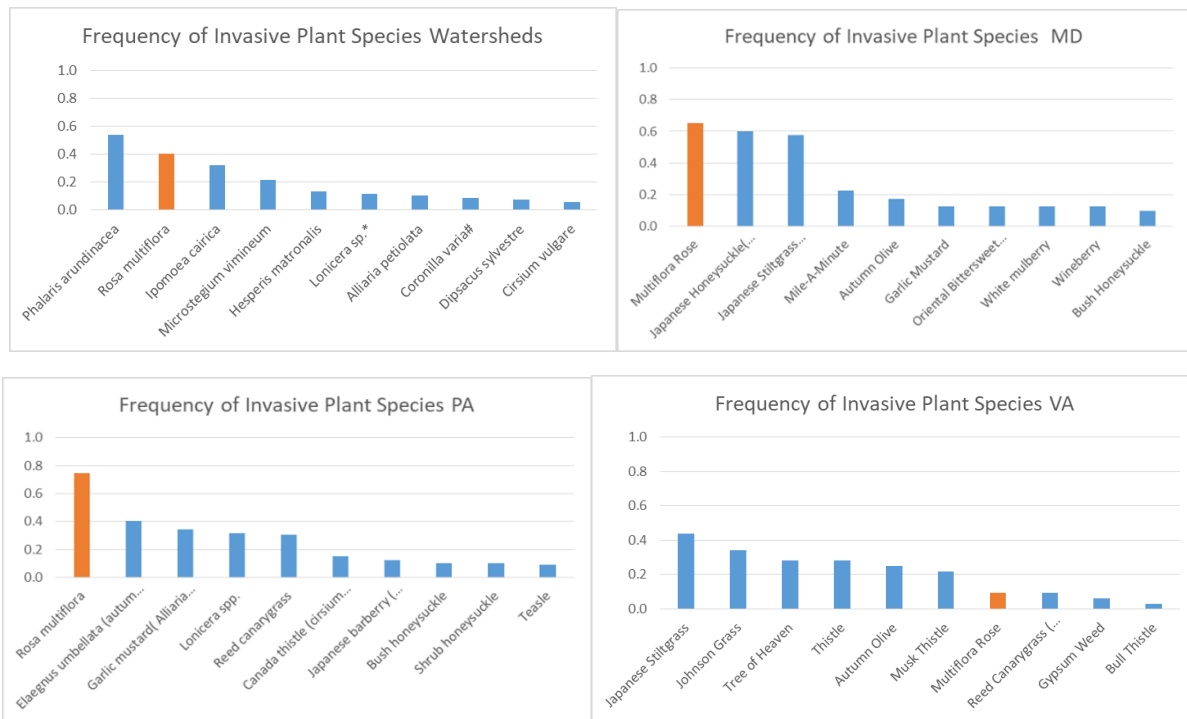 Frequency of Invasive Plant Species Watersheds
1.0
0.8
0.6
0.4
0.2
0.0
Phalaris arundinacea
Rosa multiflora
Ipomoea cairica
Microstegium vimineum
Hesperis matronalis
Lonicera sp.*
Alliaria petiolata
Coronilla varia#
Dipsacus sylvestre
Cirsium vulgare
Frequency of Invasive Plant Species MD
1.0
0.8
0.6
0.4
0.2
0.0
Multiflora Rose
Japanese Honeysuckle(...
Japanese Stiltgrass...
Mile-A-Minute
Autumn Olive
Garlic Mustard
Oriental Bittersweet...
White mulberry
Wineberry
Bush Honeysuckle
Frequency of Invasive Plant Species PA
1.0
0.8
0.6
0.4
0.2
0.0
Rosa multiflora
Elaegnus umbellata (autum...
Garlic mustard( Alliaria...
Lonicera spp.
Reed canarygrass
Canada thistle (cirsium...
Japanese barberry (...
Bush honeysuckle
Shrub honeysuckle
Teasle
Frequency of Invasive Plant Species VA
1.0
0.8
0.6
0.4
0.2
0.0
Japanese Stiltgrass
Johnson Grass
Tree of Heaven
Thistle
Autumn Olive
Musk Thistle
Multiflora Rose
Reed Canarygrass (...
Gypsum Weed
Bull Thistle